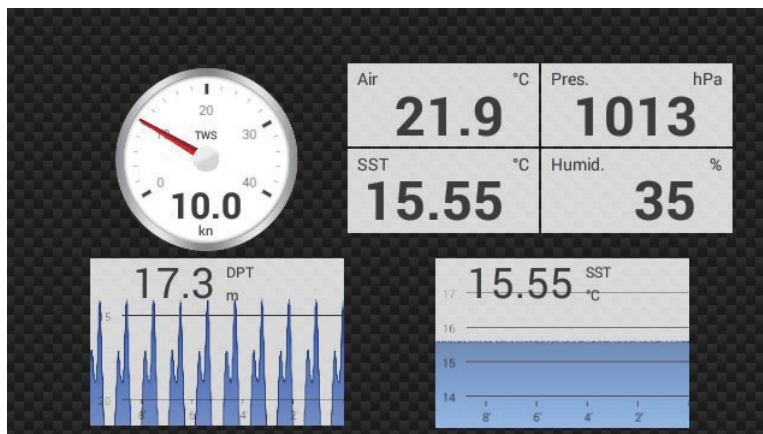 20
10
TWS
30
0
40
10.0
kn
Air °C
21.9
Pres. hPa
1013
SST °C
15.55
Humid. %
35
17.3 DPT
m
15
20
8' 6' 4' 2'
15.55 SST
°C
17
16
15
14
8' 6' 4' 2'